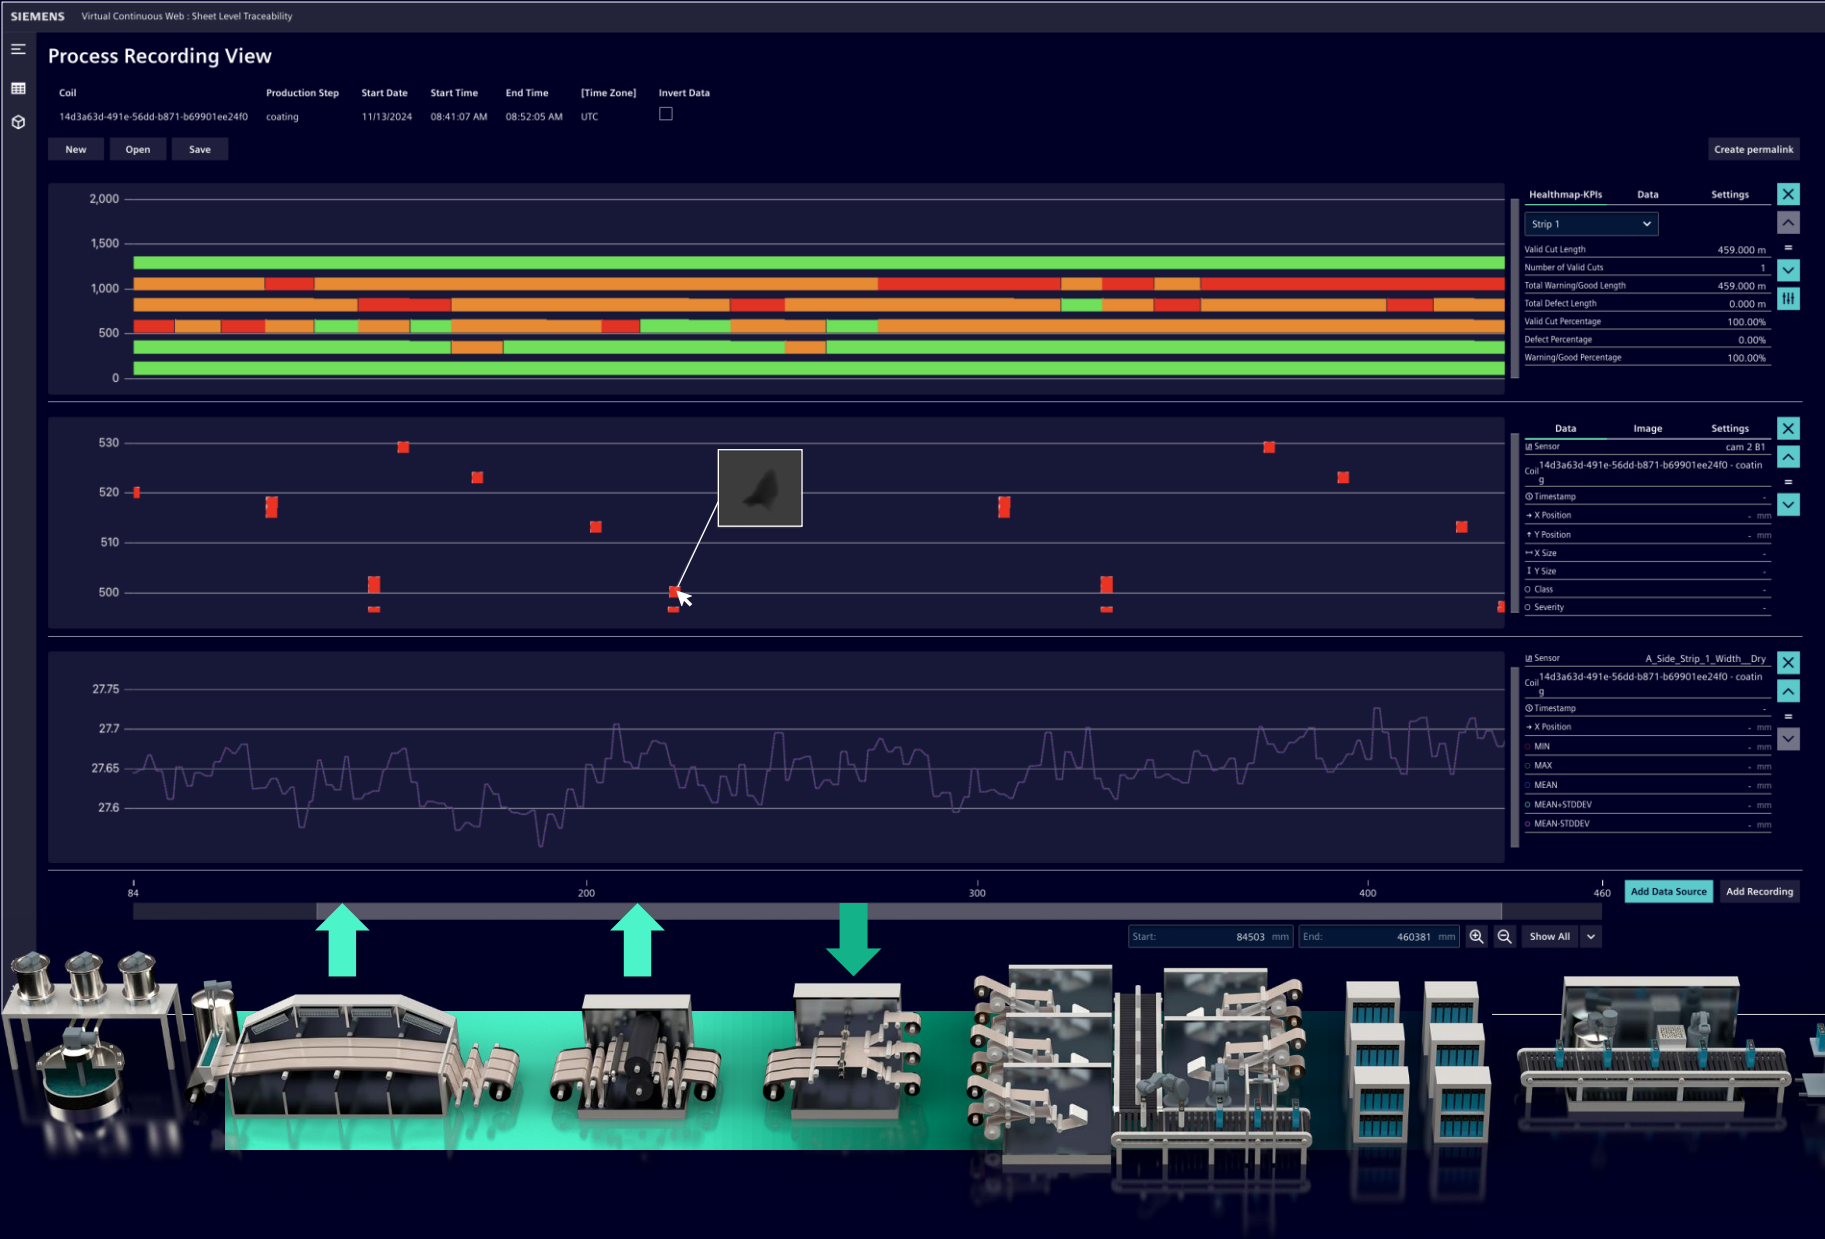 SIEMENS Virtual Continuous Web : Sheet Level Traceability
Process Recording View
Coil Production Step Start Date Start Time End Time [Time Zone] Invert Data
14d3a63d-491e-56dd-b871-b69901ee24f0 coating 11/13/2024 08:41:07 AM 08:52:05 AM UTC
New Open Save Create permalink
2,000
1,500
1,000
500
0
Healthmap-KPIs Data Settings
Strip 1
Valid Cut Length 459.000 m
Number of Valid Cuts 1
Total Warning/Good Length 459.000 m
Total Defect Length 0.000 m
Valid Cut Percentage 100.00%
Defect Percentage 0.00%
Warning/Good Percentage 100.00%
530
520
510
500
Data Image Settings
Sensor cam 2 B1
Coil 14d3a63d-491e-56dd-b871-b69901ee24f0 - coatin
g
Timestamp -
X Position - mm
Y Position - mm
X Size -
Y Size -
Class -
Severity -
27.75
27.7
27.65
27.6
Sensor A_Side_Strip_1_Width__Dry
Coil 14d3a63d-491e-56dd-b871-b69901ee24f0 - coatin
g
Timestamp -
X Position - mm
MIN - mm
MAX - mm
MEAN - mm
MEAN+STDDEV - mm
MEAN-STDDEV - mm
84 200 300 400 460
Add Data Source Add Recording
Start: 84503 mm End: 460381 mm Show All